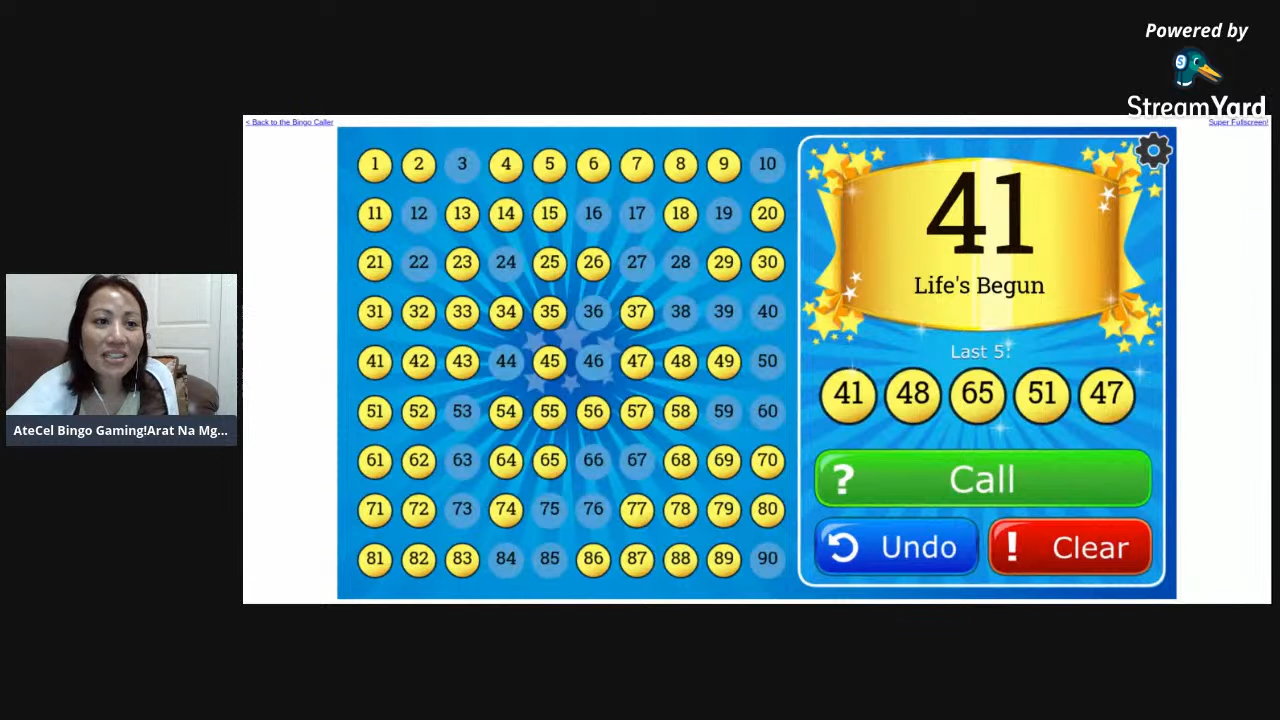 Powered by
StreamYard
< Back to the Bingo Caller
Super Fullscreen!
1 2 3 4 5 6 7 8 9 10
11 12 13 14 15 16 17 18 19 20
21 22 23 24 25 26 27 28 29 30
31 32 33 34 35 36 37 38 39 40
41 42 43 44 45 46 47 48 49 50
51 52 53 54 55 56 57 58 59 60
61 62 63 64 65 66 67 68 69 70
71 72 73 74 75 76 77 78 79 80
81 82 83 84 85 86 87 88 89 90
41
Life's Begun
Last 5:
41 48 65 51 47
? Call
Undo
! Clear
AteCel Bingo Gaming!Arat Na Mg...